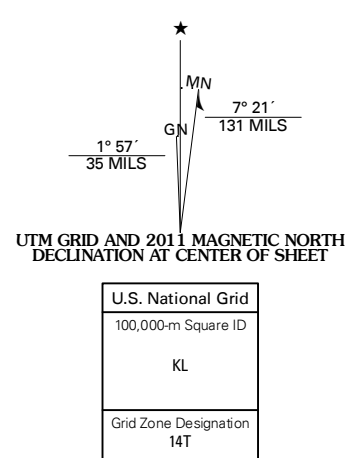 ★
MN
GN
7° 21´
131 MILS
1° 57´
35 MILS
UTM GRID AND 2011 MAGNETIC NORTH
DECLINATION AT CENTER OF SHEET
U.S. National Grid
100,000-m Square ID
KL
Grid Zone Designation
14T